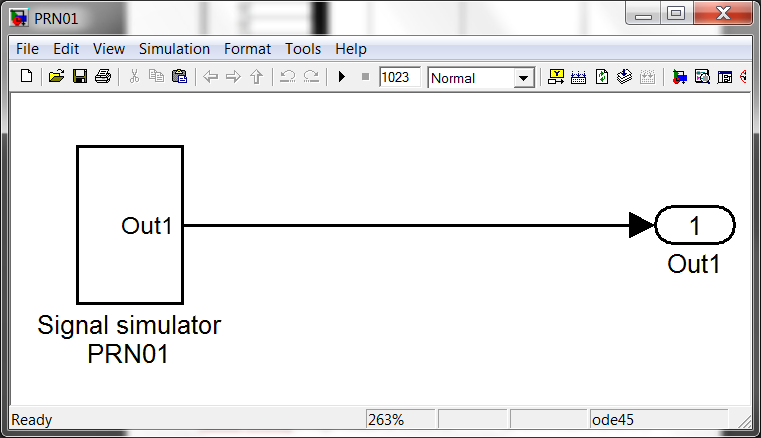 PRN01
File Edit View Simulation Format Tools Help
1023 Normal
Out1
1
Out1
Signal simulator
PRN01
Ready 263% ode45